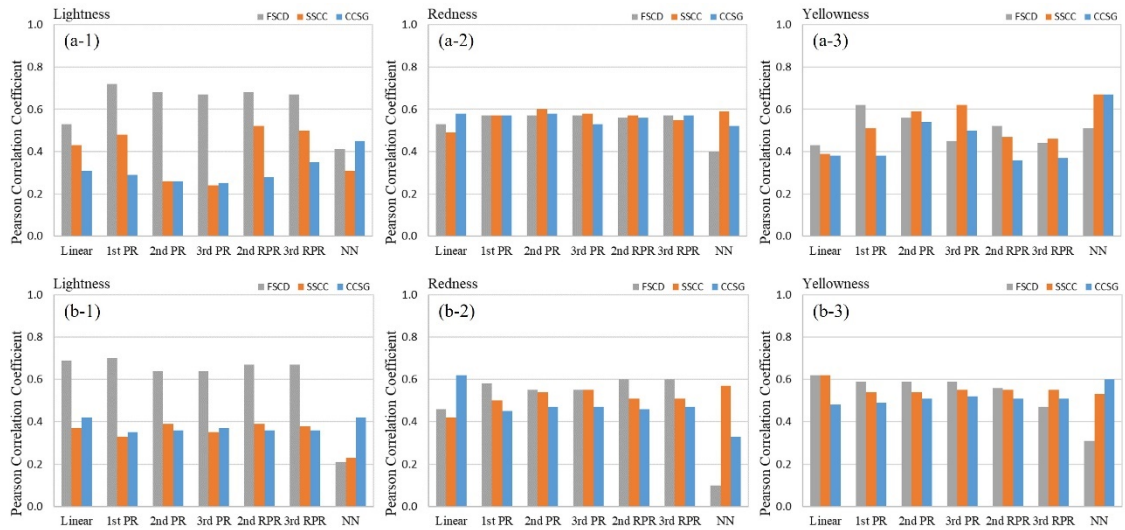 Lightness
FSCD SSCC CCSG
(a-1)
Pearson Correlation Coefficient
1.0
0.8
0.6
0.4
0.2
0.0
Linear 1st PR 2nd PR 3rd PR 2nd RPR 3rd RPR NN
Redness
FSCD SSCC CCSG
(a-2)
Pearson Correlation Coefficient
1.0
0.8
0.6
0.4
0.2
0.0
Linear 1st PR 2nd PR 3rd PR 2nd RPR 3rd RPR NN
Yellowness
FSCD SSCC CCSG
(a-3)
Pearson Correlation Coefficient
1.0
0.8
0.6
0.4
0.2
0.0
Linear 1st PR 2nd PR 3rd PR 2nd RPR 3rd RPR NN
Lightness
FSCD SSCC CCSG
(b-1)
Pearson Correlation Coefficient
1.0
0.8
0.6
0.4
0.2
0.0
Linear 1st PR 2nd PR 3rd PR 2nd RPR 3rd RPR NN
Redness
FSCD SSCC CCSG
(b-2)
Pearson Correlation Coefficient
1.0
0.8
0.6
0.4
0.2
0.0
Linear 1st PR 2nd PR 3rd PR 2nd RPR 3rd RPR NN
Yellowness
FSCD SSCC CCSG
(b-3)
Pearson Correlation Coefficient
1.0
0.8
0.6
0.4
0.2
0.0
Linear 1st PR 2nd PR 3rd PR 2nd RPR 3rd RPR NN